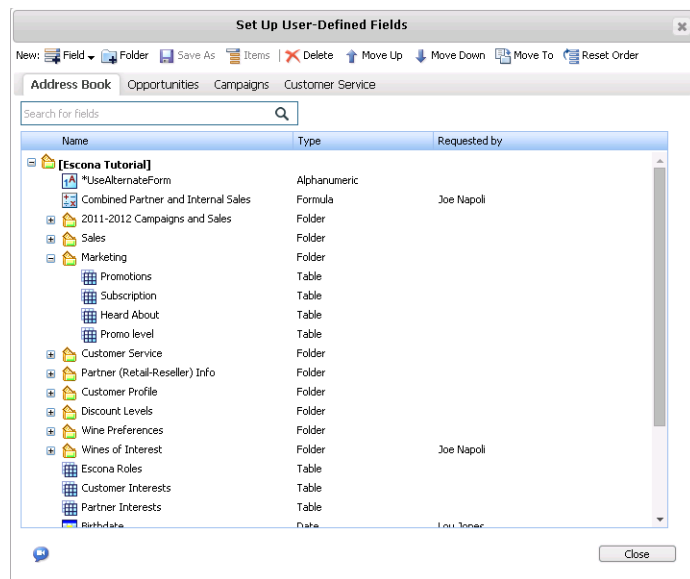 Set Up User-Defined Fields
New: Field Folder Save As Items Delete Move Up Move Down Move To Reset Order
Address Book Opportunities Campaigns Customer Service
Search for fields
Name Type Requested by
[Escona Tutorial]
*UseAlternateForm Alphanumeric
Combined Partner and Internal Sales Formula Joe Napoli
2011-2012 Campaigns and Sales Folder
Sales Folder
Marketing Folder
Promotions Table
Subscription Table
Heard About Table
Promo level Table
Customer Service Folder
Partner (Retail-Reseller) Info Folder
Customer Profile Folder
Discount Levels Folder
Wine Preferences Folder
Wines of Interest Folder Joe Napoli
Escona Roles Table
Customer Interests Table
Partner Interests Table
Birthdate Date Lou Jones
Close